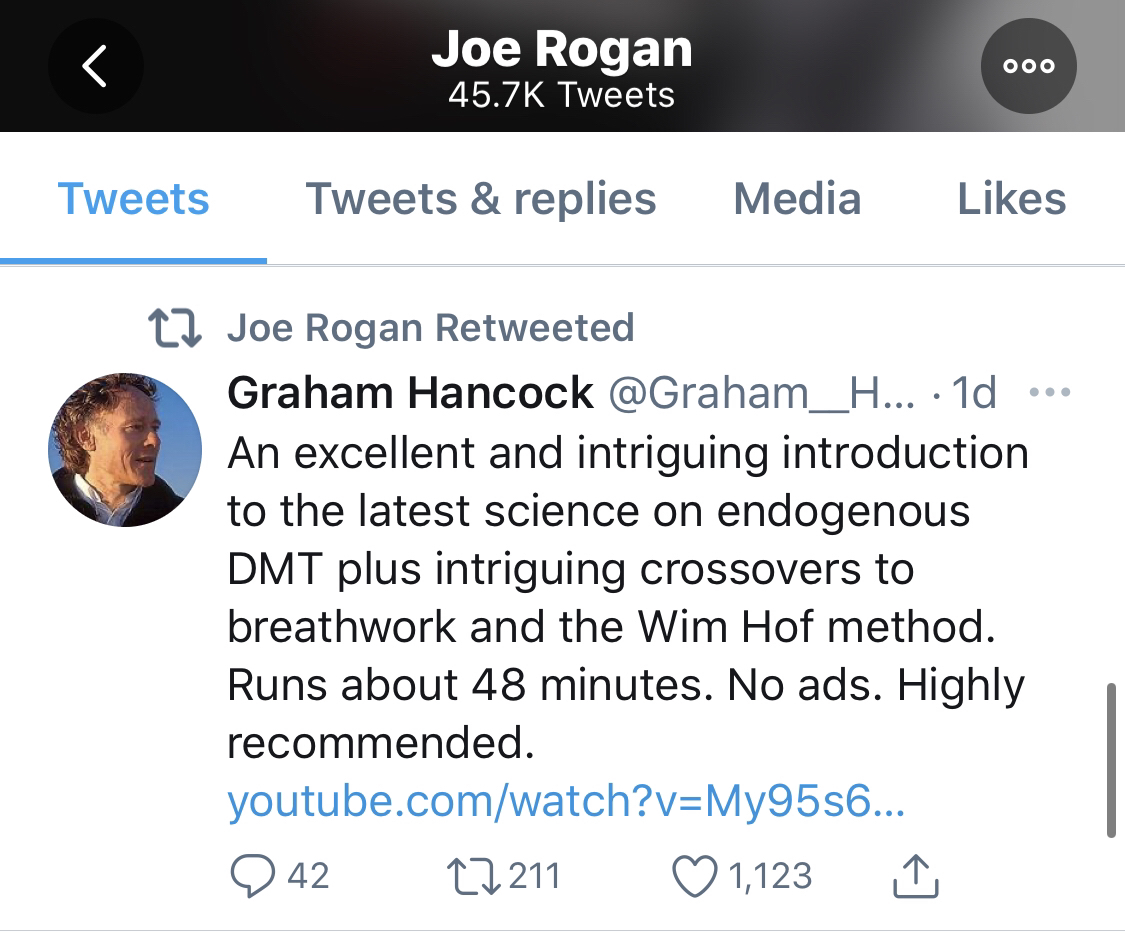 Joe Rogan
45.7K Tweets
Tweets Tweets & replies Media Likes
Joe Rogan Retweeted
Graham Hancock @Graham__H... · 1d
An excellent and intriguing introduction
to the latest science on endogenous
DMT plus intriguing crossovers to
breathwork and the Wim Hof method.
Runs about 48 minutes. No ads. Highly
recommended.
youtube.com/watch?v=My95s6...
42 211 1,123